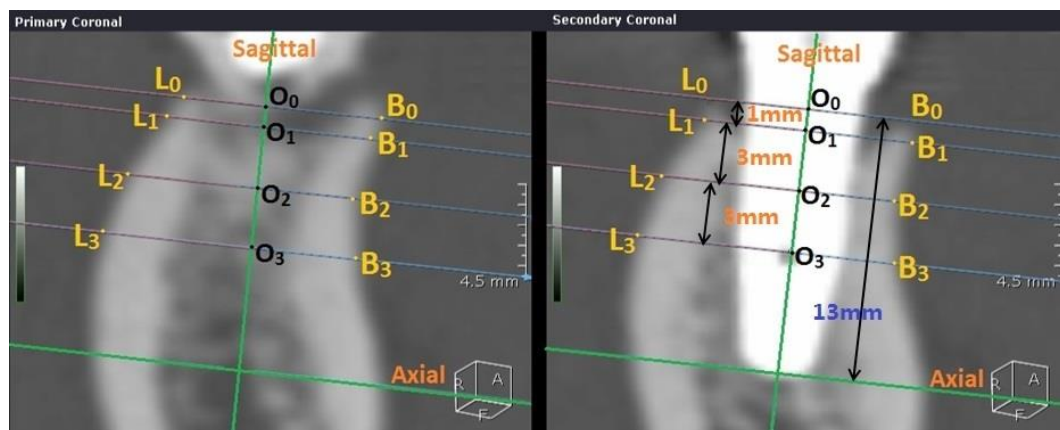 Primary Coronal
Sagittal
L0
O0
B0
L1
O1
B1
L2
O2
B2
L3
O3
B3
4.5 mm
Axial
R
A
F
Secondary Coronal
Sagittal
L0
O0
B0
1mm
L1
O1
B1
3mm
L2
O2
B2
3mm
L3
O3
B3
4.5 mm
13mm
Axial
R
A
F